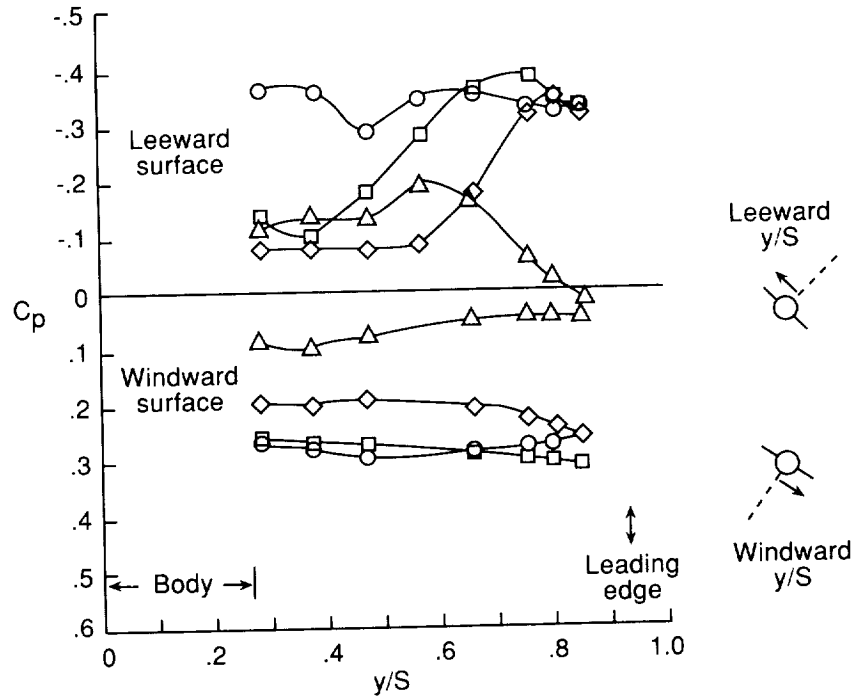 -.5
-.4
-.3
-.2
-.1
0
.1
.2
.3
.4
.5
.6
Cp
Leeward
surface
Windward
surface
Body
Leading
edge
0
.2
.4
.6
.8
1.0
y/S
Leeward
y/S
Windward
y/S